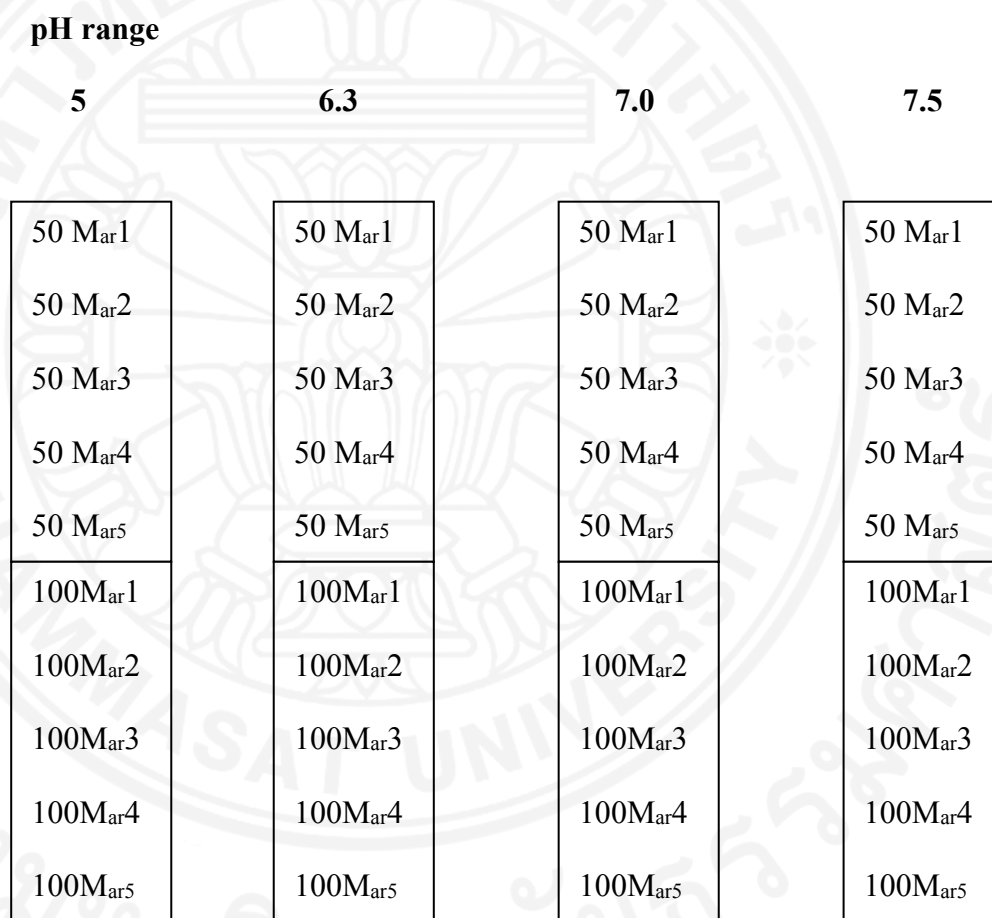 pH range
5 6.3 7.0 7.5
50 Mar1 50 Mar1 50 Mar1 50 Mar1
50 Mar2 50 Mar2 50 Mar2 50 Mar2
50 Mar3 50 Mar3 50 Mar3 50 Mar3
50 Mar4 50 Mar4 50 Mar4 50 Mar4
50 Mar5 50 Mar5 50 Mar5 50 Mar5
100Mar1 100Mar1 100Mar1 100Mar1
100Mar2 100Mar2 100Mar2 100Mar2
100Mar3 100Mar3 100Mar3 100Mar3
100Mar4 100Mar4 100Mar4 100Mar4
100Mar5 100Mar5 100Mar5 100Mar5
UNIVERSITY